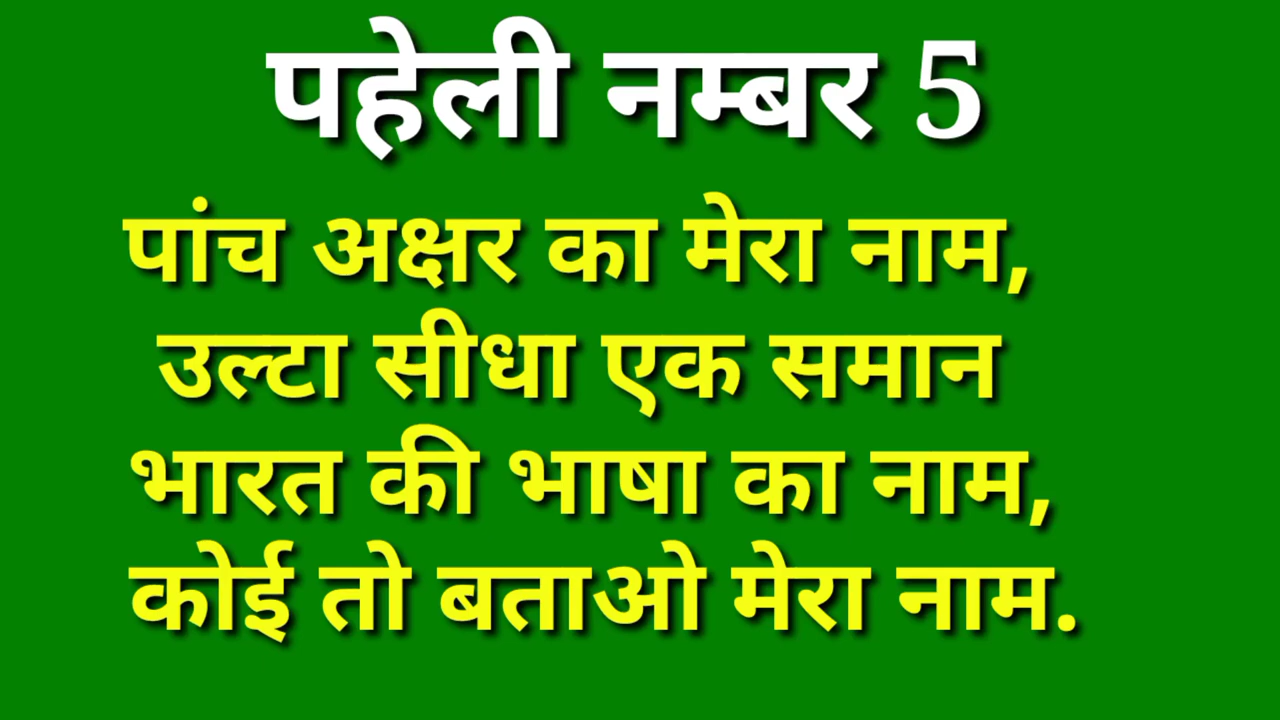 पहेली नम्बर 5
पांच अक्षर का मेरा नाम,
उल्टा सीधा एक समान
भारत की भाषा का नाम,
कोई तो बताओ मेरा नाम.